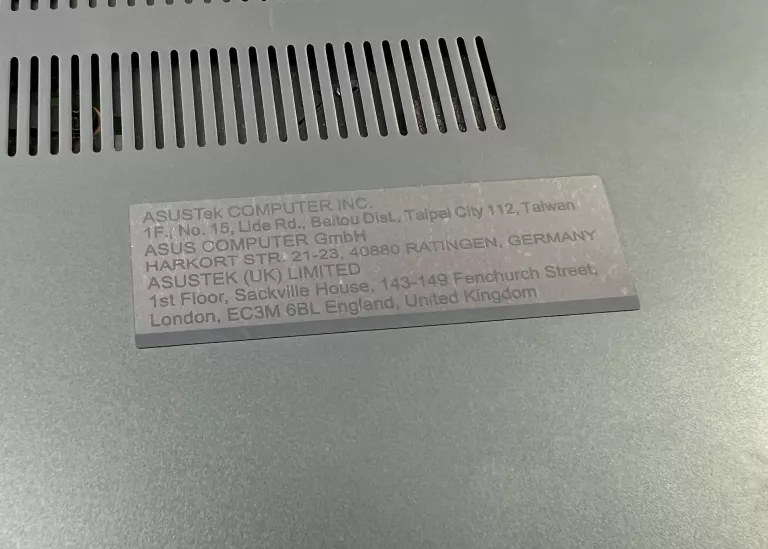 ASUSTek COMPUTER INC.
1F., No. 15, Lide Rd., Beitou Dist., Taipei City 112, Taiwan
ASUS COMPUTER GmbH
HARKORT STR. 21-23, 40880 RATINGEN, GERMANY
ASUSTEK (UK) LIMITED
1st Floor, Sackville House, 143-149 Fenchurch Street,
London, EC3M 6BL England, United Kingdom